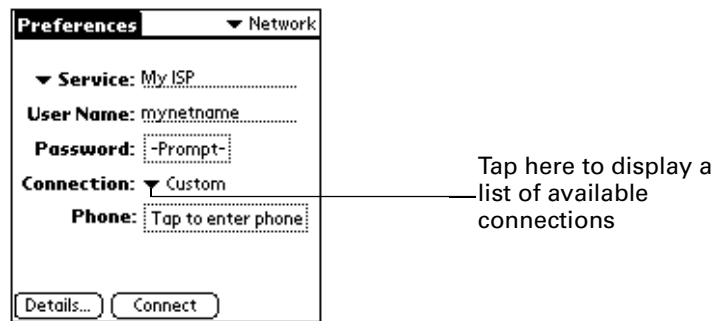 Preferences
Network
Service: My ISP
User Name: mynetname
Password: -Prompt-
Connection: Custom
Phone: Tap to enter phone
Details... Connect
Tap here to display a
list of available
connections